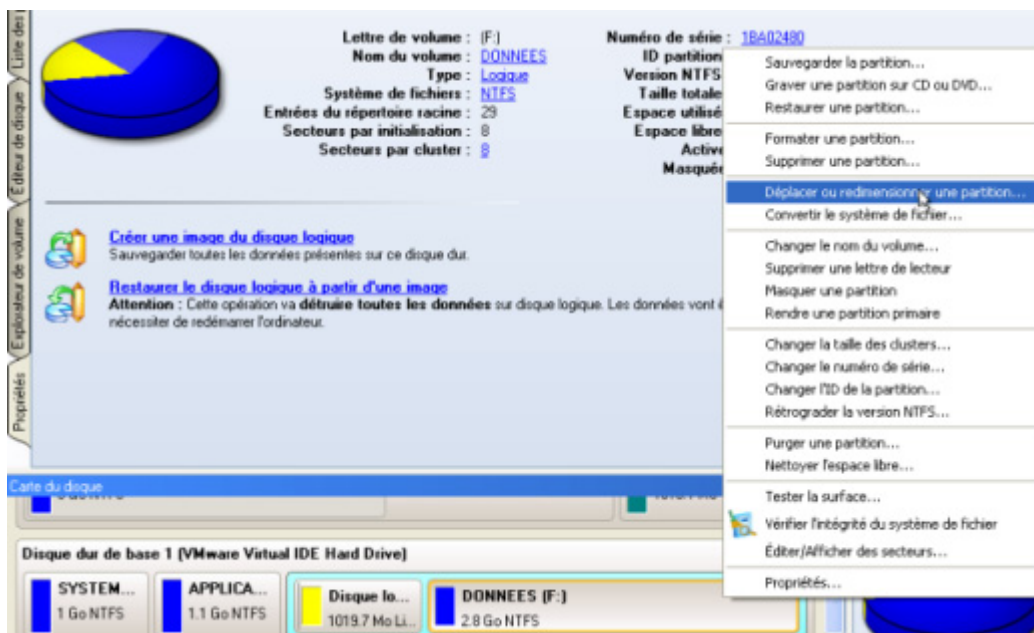 Liste des
Éditeur de disque
Explorateur de volume
Propriétés
Lettre de volume : (F:)
Nom du volume : DONNEES
Type : Logique
Système de fichiers : NTFS
Entrées du répertoire racine : 29
Secteurs par initialisation : 8
Secteurs par cluster : 8
Numéro de série : 1BA02480
ID partition
Version NTFS
Taille totale
Espace utilisé
Espace libre
Active
Masquée
Créer une image du disque logique
Sauvegarder toutes les données présentes sur ce disque dur.
Restaurer le disque logique à partir d'une image
Attention : Cette opération va détruire toutes les données sur disque logique. Les données vont
nécessiter de redémarrer l'ordinateur.
Sauvegarder la partition...
Graver une partition sur CD ou DVD...
Restaurer une partition...
Formater une partition...
Supprimer une partition...
Déplacer ou redimensionner une partition...
Convertir le système de fichier...
Changer le nom du volume...
Supprimer une lettre de lecteur
Masquer une partition
Rendre une partition primaire
Changer la taille des clusters...
Changer le numéro de série...
Changer l'ID de la partition...
Rétrograder la version NTFS...
Purger une partition...
Nettoyer l'espace libre...
Tester la surface...
Vérifier l'intégrité du système de fichier
Éditer/Afficher des secteurs...
Propriétés...
Carte du disque
Disque dur de base 1 (VMware Virtual IDE Hard Drive)
SYSTEM...
1 Go NTFS
APPLICA...
1.1 Go NTFS
Disque lo...
1019.7 Mo Li...
DONNEES (F:)
2.8 Go NTFS